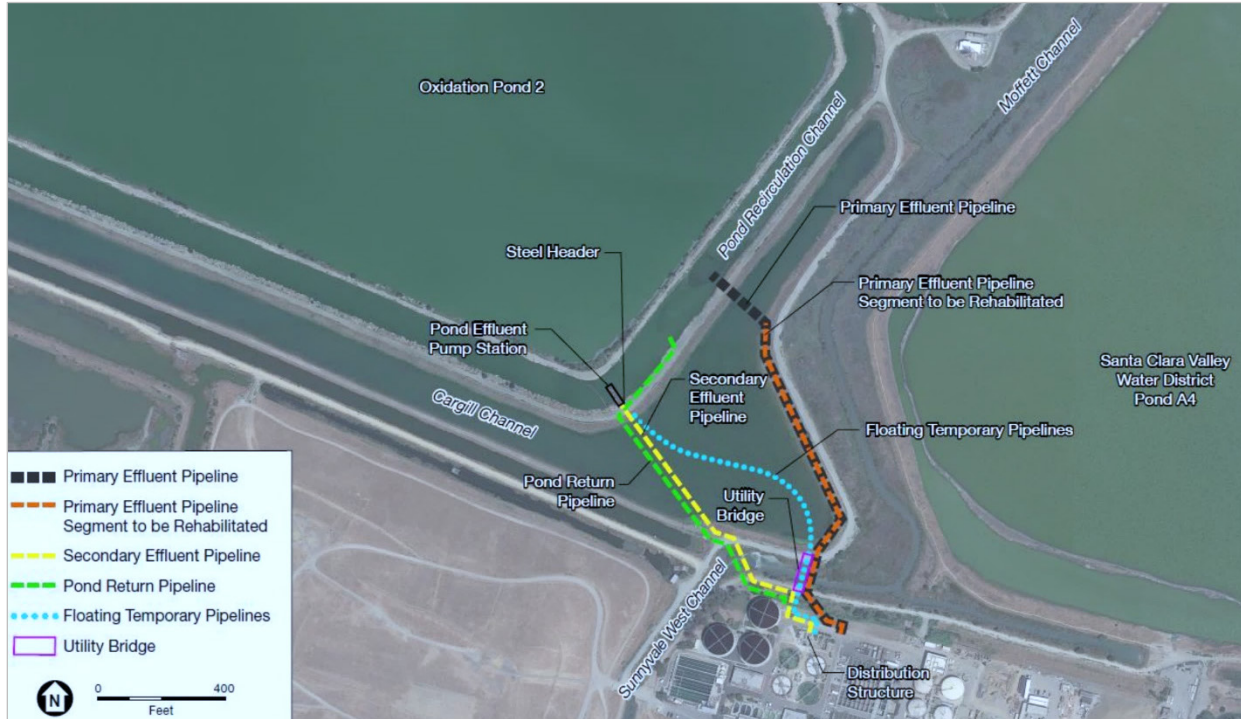 Oxidation Pond 2
Moffett Channel
Pond Recirculation Channel
Primary Effluent Pipeline
Steel Header
Primary Effluent Pipeline
Segment to be Rehabilitated
Pond Effluent
Pump Station
Santa Clara Valley
Water District
Pond A4
Secondary
Effluent
Pipeline
Cargill Channel
Floating Temporary Pipelines
Pond Return
Pipeline
Utility
Bridge
Sunnyvale West Channel
Distribution
Structure
Primary Effluent Pipeline
Primary Effluent Pipeline
Segment to be Rehabilitated
Secondary Effluent Pipeline
Pond Return Pipeline
Floating Temporary Pipelines
Utility Bridge
N
0 400
Feet